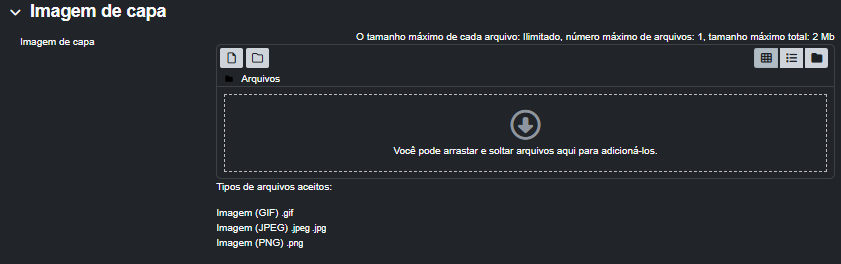 Imagem de capa
Imagem de capa
O tamanho máximo de cada arquivo: Ilimitado, número máximo de arquivos: 1, tamanho máximo total: 2 Mb
Arquivos
Você pode arrastar e soltar arquivos aqui para adicioná-los.
Tipos de arquivos aceitos:
Imagem (GIF) .gif
Imagem (JPEG) .jpeg .jpg
Imagem (PNG) .png